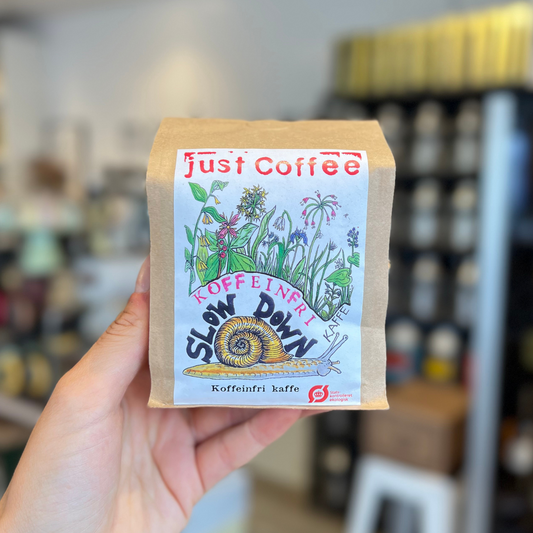 just Coffee
KOFFEINFRI
KAFFE
SLOW DOWN
Koffeinfri kaffe